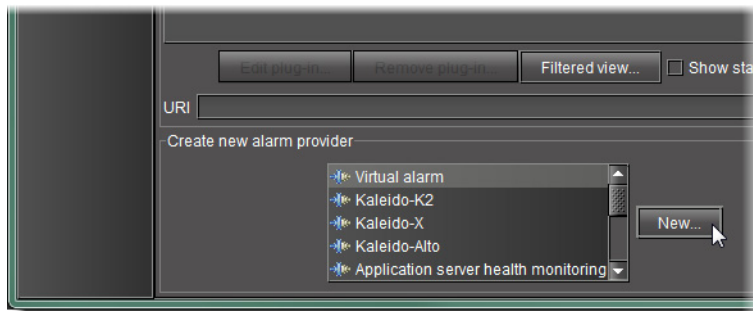 Edit plug-in... Remove plug-in... Filtered view... Show sta
URI
Create new alarm provider
Virtual alarm
Kaleido-K2
Kaleido-X
New...
Kaleido-Alto
Application server health monitoring